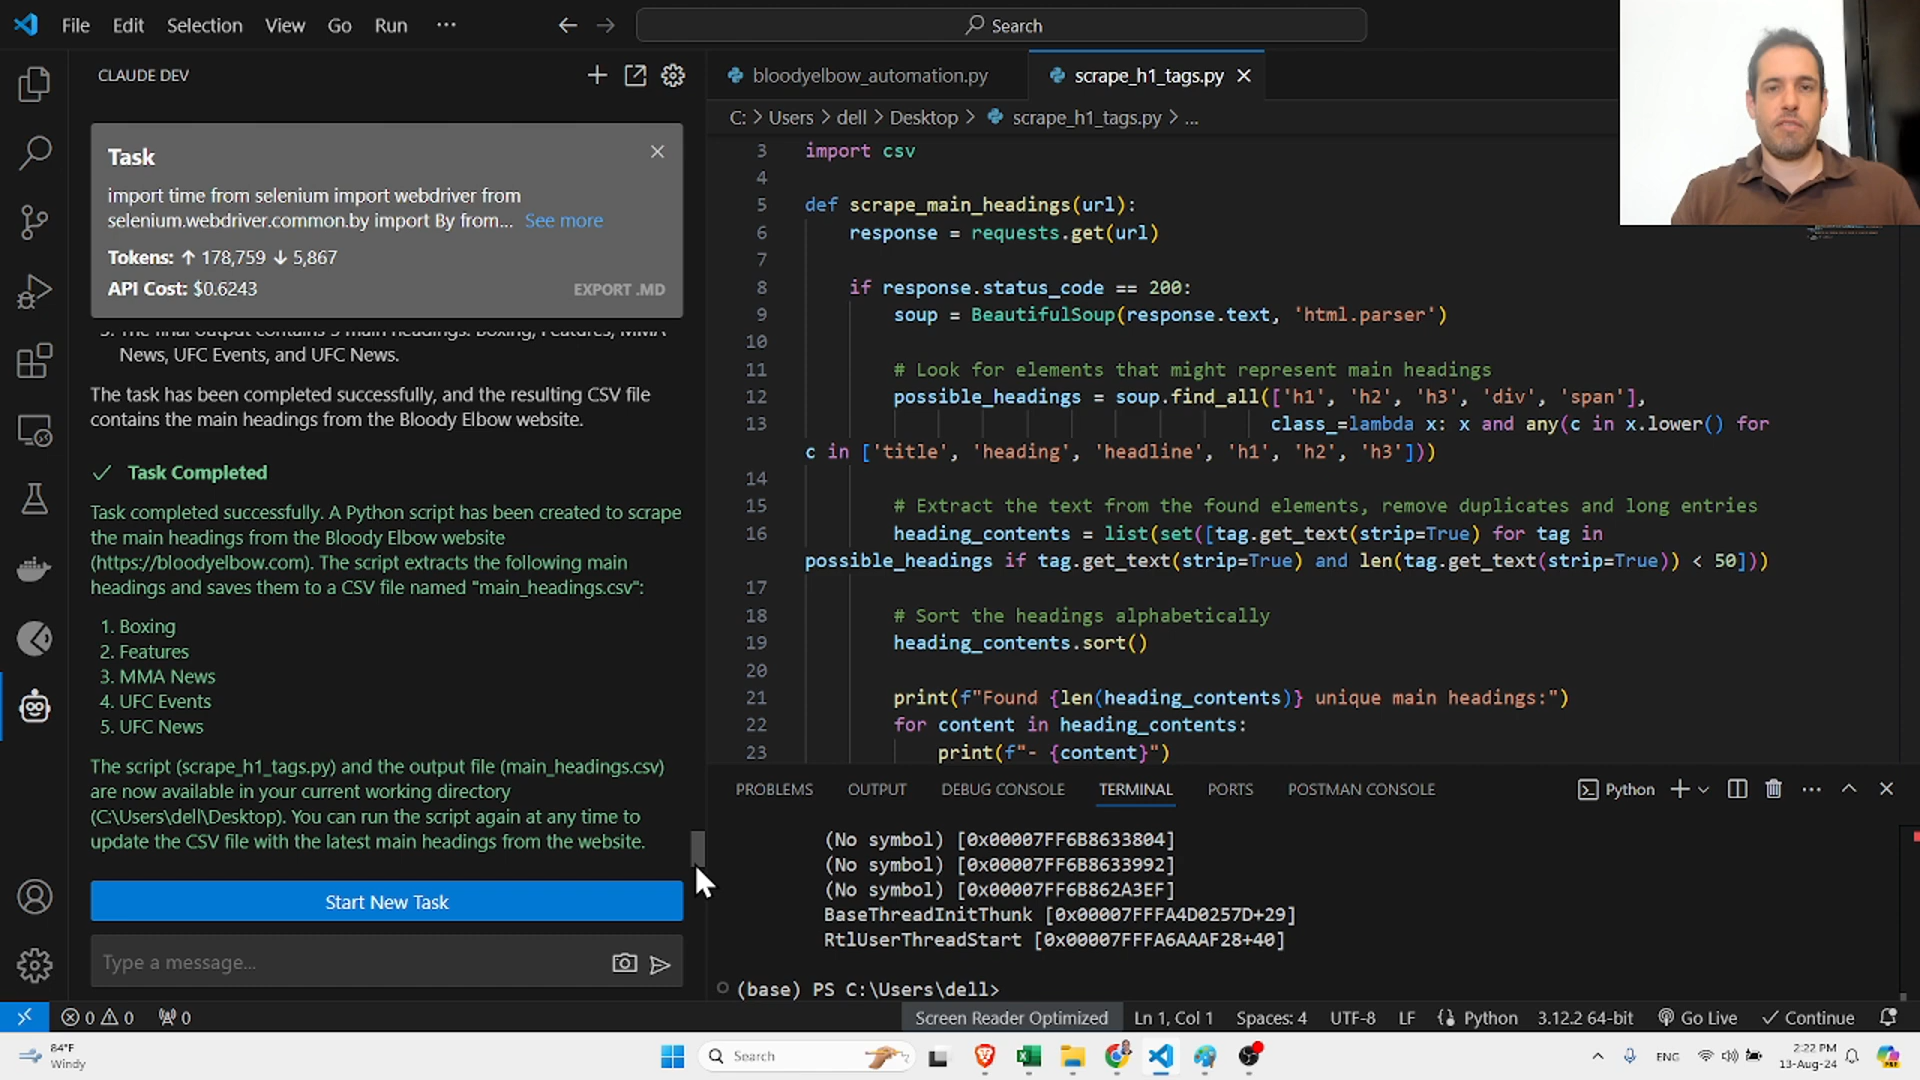 File Edit Selection View Go Run ··· Search
CLAUDE DEV
bloodyelbow_automation.py scrape_h1_tags.py
C: > Users > dell > Desktop > scrape_h1_tags.py > ...
Task
import time from selenium import webdriver from
selenium.webdriver.common.by import By from... See more
Tokens: ↑ 178,759 ↓ 5,867
API Cost: $0.6243 EXPORT .MD
News, UFC Events, and UFC News.
The task has been completed successfully, and the resulting CSV file
contains the main headings from the Bloody Elbow website.
✓ Task Completed
Task completed successfully. A Python script has been created to scrape
the main headings from the Bloody Elbow website
(https://bloodyelbow.com). The script extracts the following main
headings and saves them to a CSV file named "main_headings.csv":
1. Boxing
2. Features
3. MMA News
4. UFC Events
5. UFC News
The script (scrape_h1_tags.py) and the output file (main_headings.csv)
are now available in your current working directory
(C:\Users\dell\Desktop). You can run the script again at any time to
update the CSV file with the latest main headings from the website.
Start New Task
Type a message...
3 import csv
4
5 def scrape_main_headings(url):
6 response = requests.get(url)
7
8 if response.status_code == 200:
9 soup = BeautifulSoup(response.text, 'html.parser')
10
11 # Look for elements that might represent main headings
12 possible_headings = soup.find_all(['h1', 'h2', 'h3', 'div', 'span'],
13 class_=lambda x: x and any(c in x.lower() for
c in ['title', 'heading', 'headline', 'h1', 'h2', 'h3']))
14
15 # Extract the text from the found elements, remove duplicates and long entries
16 heading_contents = list(set([tag.get_text(strip=True) for tag in
possible_headings if tag.get_text(strip=True) and len(tag.get_text(strip=True)) < 50]))
17
18 # Sort the headings alphabetically
19 heading_contents.sort()
20
21 print(f"Found {len(heading_contents)} unique main headings:")
22 for content in heading_contents:
23 print(f"- {content}")
PROBLEMS OUTPUT DEBUG CONSOLE TERMINAL PORTS POSTMAN CONSOLE Python
(No symbol) [0x00007FF6B8633804]
(No symbol) [0x00007FF6B8633992]
(No symbol) [0x00007FF6B862A3EF]
BaseThreadInitThunk [0x00007FFFA4D0257D+29]
RtlUserThreadStart [0x00007FFFA6AAAF28+40]
(base) PS C:\Users\dell>
0 0 0 Screen Reader Optimized Ln 1, Col 1 Spaces: 4 UTF-8 LF Python 3.12.2 64-bit Go Live Continue
84°F
Windy
Search
ENG
2:22 PM
13-Aug-24